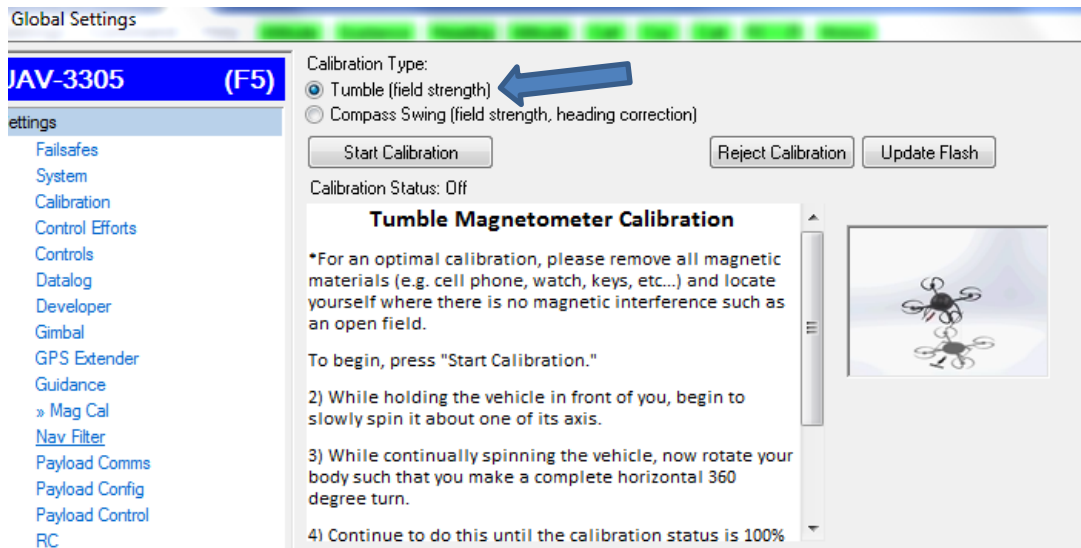 Global Settings
UAV-3305 (F5)
ettings
Failsafes
System
Calibration
Control Efforts
Controls
Datalog
Developer
Gimbal
GPS Extender
Guidance
» Mag Cal
Nav Filter
Payload Comms
Payload Config
Payload Control
RC
Calibration Type:
Tumble (field strength)
Compass Swing (field strength, heading correction)
Start Calibration
Reject Calibration
Update Flash
Calibration Status: Off
Tumble Magnetometer Calibration
*For an optimal calibration, please remove all magnetic
materials (e.g. cell phone, watch, keys, etc...) and locate
yourself where there is no magnetic interference such as
an open field.
To begin, press "Start Calibration."
2) While holding the vehicle in front of you, begin to
slowly spin it about one of its axis.
3) While continually spinning the vehicle, now rotate your
body such that you make a complete horizontal 360
degree turn.
4) Continue to do this until the calibration status is 100%